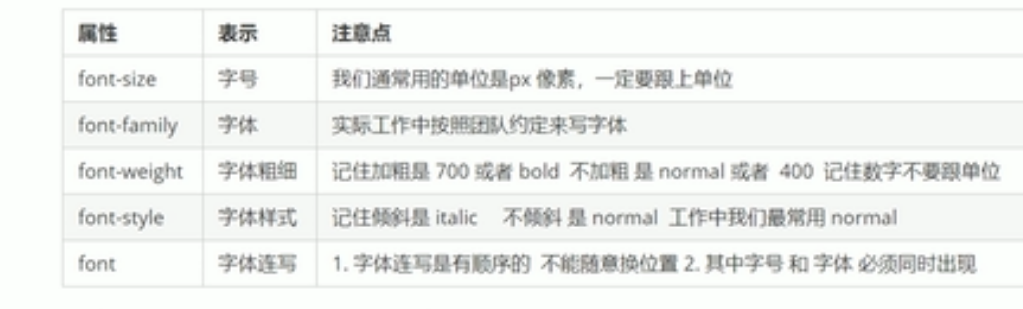 属性 表示 注意点
font-size 字号 我们通常用的单位是px 像素，一定要跟上单位
font-family 字体 实际工作中按照团队约定来写字体
font-weight 字体粗细 记住加粗是 700 或者 bold 不加粗 是 normal 或者 400 记住数字不要跟单位
font-style 字体样式 记住倾斜是 italic 不倾斜 是 normal 工作中我们最常用 normal
font 字体连写 1. 字体连写是有顺序的 不能随意换位置 2. 其中字号 和 字体 必须同时出现